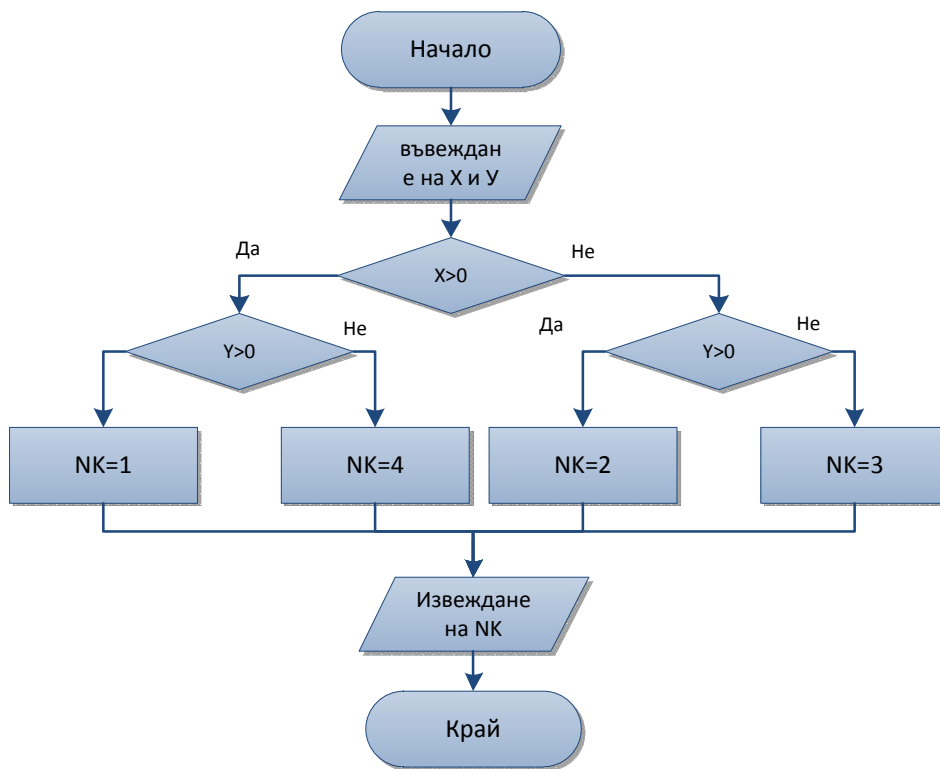 Начало
въвеждан
е на X и У
Да
Не
X>0
Не
Да
Не
Y>0
Y>0
NK=1
NK=4
NK=2
NK=3
Извеждане
на NK
Край